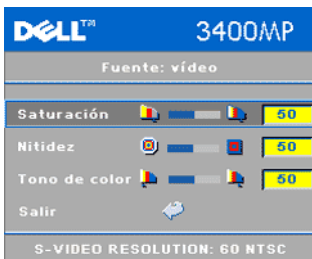 DELL™ 3400MP
Fuente: vídeo
Saturación 50
Nitidez 50
Tono de color 50
Salir
S-VIDEO RESOLUTION: 60 NTSC